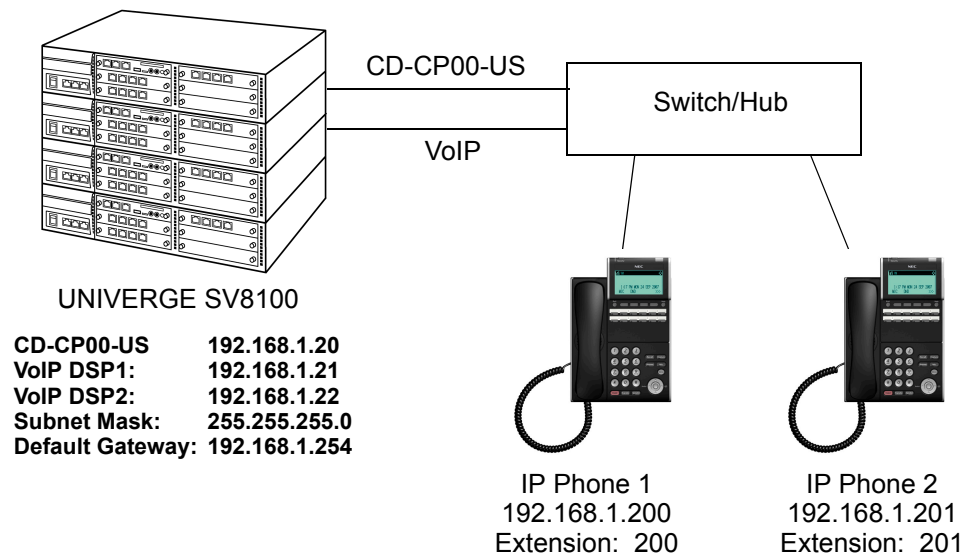 CD-CP00-US
Switch/Hub
VoIP
UNIVERGE SV8100
CD-CP00-US 192.168.1.20
VoIP DSP1: 192.168.1.21
VoIP DSP2: 192.168.1.22
Subnet Mask: 255.255.255.0
Default Gateway: 192.168.1.254
NEC
NEC
IP Phone 1
192.168.1.200
Extension: 200
IP Phone 2
192.168.1.201
Extension: 201